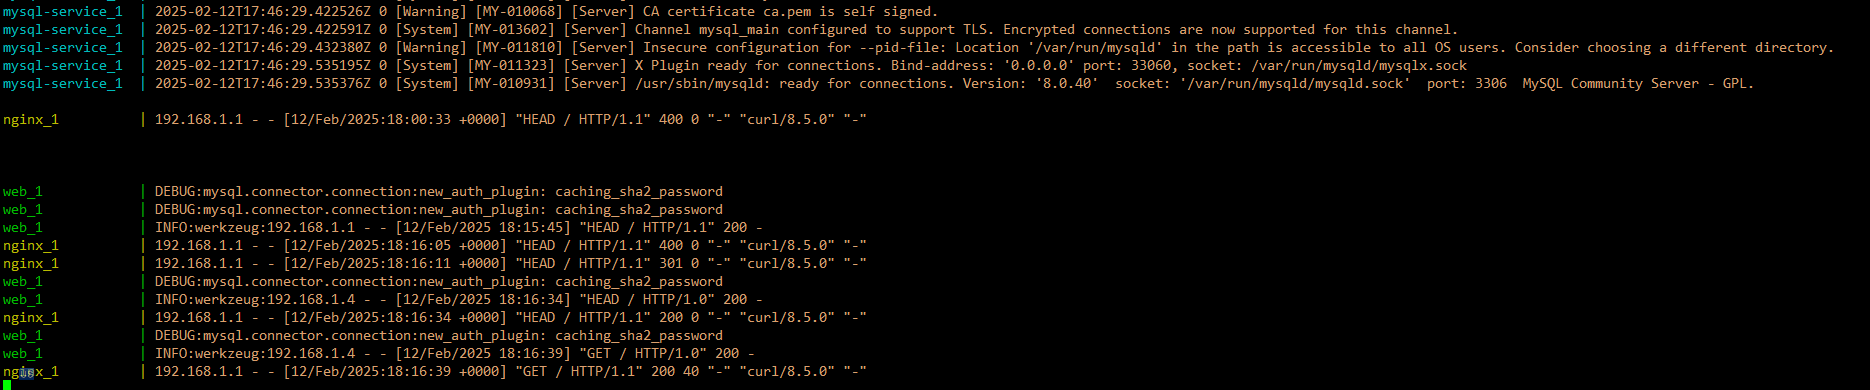 mysql-service_1 | 2025-02-12T17:46:29.422526Z 0 [Warning] [MY-010068] [Server] CA certificate ca.pem is self signed.
mysql-service_1 | 2025-02-12T17:46:29.422591Z 0 [System] [MY-013602] [Server] Channel mysql_main configured to support TLS. Encrypted connections are now supported for this channel.
mysql-service_1 | 2025-02-12T17:46:29.432380Z 0 [Warning] [MY-011810] [Server] Insecure configuration for --pid-file: Location '/var/run/mysqld' in the path is accessible to all OS users. Consider choosing a different directory.
mysql-service_1 | 2025-02-12T17:46:29.535195Z 0 [System] [MY-011323] [Server] X Plugin ready for connections. Bind-address: '0.0.0.0' port: 33060, socket: /var/run/mysqld/mysqlx.sock
mysql-service_1 | 2025-02-12T17:46:29.535376Z 0 [System] [MY-010931] [Server] /usr/sbin/mysqld: ready for connections. Version: '8.0.40'  socket: '/var/run/mysqld/mysqld.sock'  port: 3306  MySQL Community Server - GPL.
nginx_1 | 192.168.1.1 - - [12/Feb/2025:18:00:33 +0000] "HEAD / HTTP/1.1" 400 0 "-" "curl/8.5.0" "-"
web_1 | DEBUG:mysql.connector.connection:new_auth_plugin: caching_sha2_password
web_1 | DEBUG:mysql.connector.connection:new_auth_plugin: caching_sha2_password
web_1 | INFO:werkzeug:192.168.1.1 - - [12/Feb/2025 18:15:45] "HEAD / HTTP/1.1" 200 -
nginx_1 | 192.168.1.1 - - [12/Feb/2025:18:16:05 +0000] "HEAD / HTTP/1.1" 400 0 "-" "curl/8.5.0" "-"
nginx_1 | 192.168.1.1 - - [12/Feb/2025:18:16:11 +0000] "HEAD / HTTP/1.1" 301 0 "-" "curl/8.5.0" "-"
web_1 | DEBUG:mysql.connector.connection:new_auth_plugin: caching_sha2_password
web_1 | INFO:werkzeug:192.168.1.4 - - [12/Feb/2025 18:16:34] "HEAD / HTTP/1.0" 200 -
nginx_1 | 192.168.1.1 - - [12/Feb/2025:18:16:34 +0000] "HEAD / HTTP/1.1" 200 0 "-" "curl/8.5.0" "-"
web_1 | DEBUG:mysql.connector.connection:new_auth_plugin: caching_sha2_password
web_1 | INFO:werkzeug:192.168.1.4 - - [12/Feb/2025 18:16:39] "GET / HTTP/1.0" 200 -
nginx_1 | 192.168.1.1 - - [12/Feb/2025:18:16:39 +0000] "GET / HTTP/1.1" 200 40 "-" "curl/8.5.0" "-"